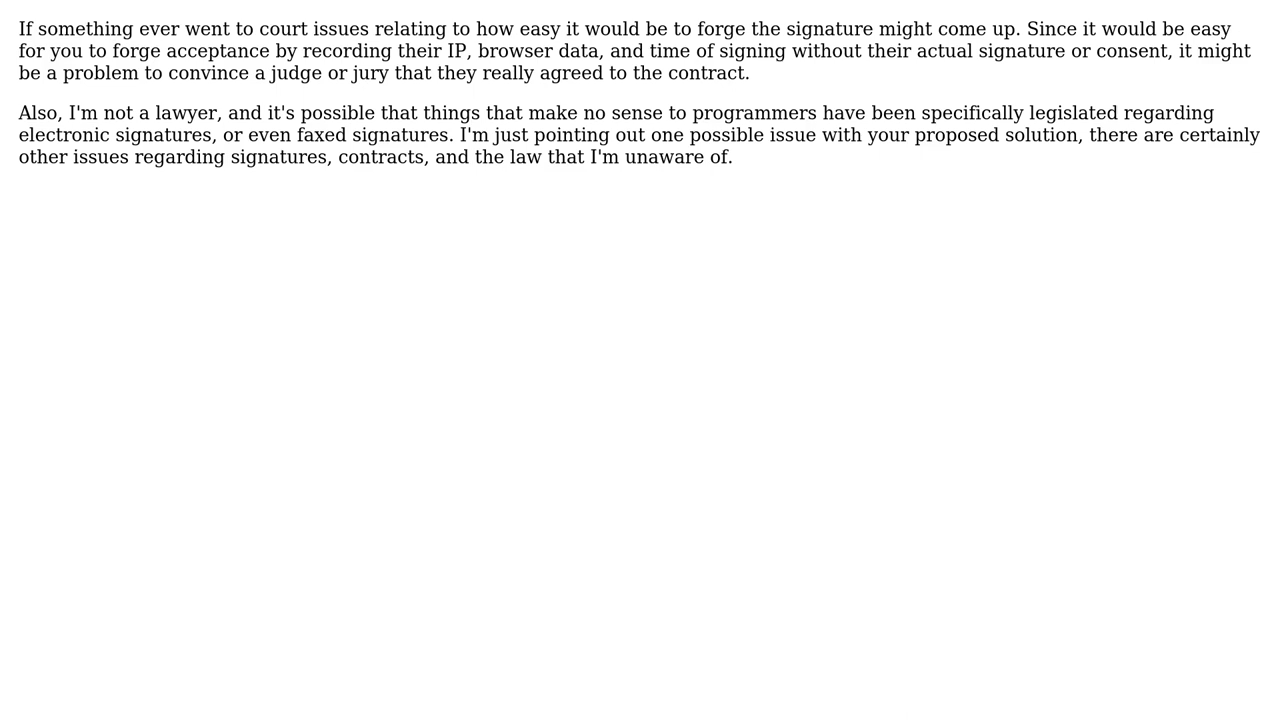 If something ever went to court issues relating to how easy it would be to forge the signature might come up. Since it would be easy
for you to forge acceptance by recording their IP, browser data, and time of signing without their actual signature or consent, it might
be a problem to convince a judge or jury that they really agreed to the contract.
Also, I'm not a lawyer, and it's possible that things that make no sense to programmers have been specifically legislated regarding
electronic signatures, or even faxed signatures. I'm just pointing out one possible issue with your proposed solution, there are certainly
other issues regarding signatures, contracts, and the law that I'm unaware of.